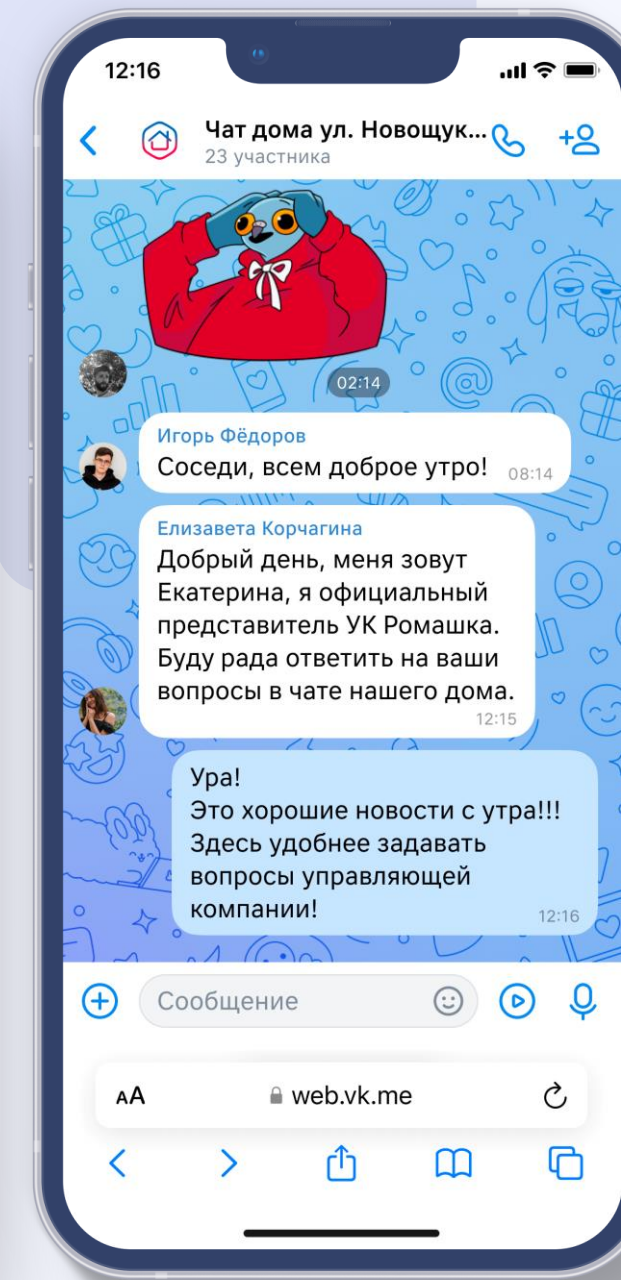 12:16
Чат дома ул. Новощук...
23 участника
02:14
Игорь Фёдоров
Соседи, всем доброе утро! 08:14
Елизавета Корчагина
Добрый день, меня зовут
Екатерина, я официальный
представитель УК Ромашка.
Буду рада ответить на ваши
вопросы в чате нашего дома.
12:15
Ура!
Это хорошие новости с утра!!!
Здесь удобнее задавать
вопросы управляющей
компании! 12:16
Сообщение
AA web.vk.me